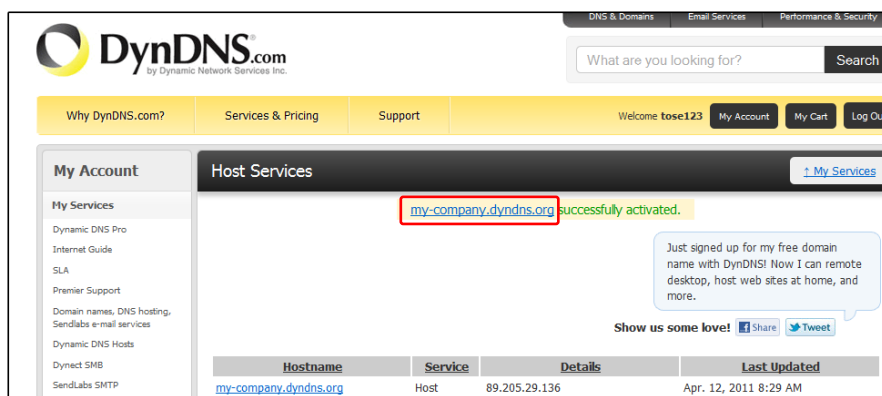 DNS & Domains Email Services Performance & Security
DynDNS.com
by Dynamic Network Services Inc.
What are you looking for? Search
Why DynDNS.com? Services & Pricing Support Welcome tose123 My Account My Cart Log Ou
My Account
Host Services
↑ My Services
My Services
my-company.dyndns.org successfully activated.
Dynamic DNS Pro
Internet Guide
SLA
Premier Support
Domain names, DNS hosting,
Sendlabs e-mail services
Dynamic DNS Hosts
Dynect SMB
SendLabs SMTP
Just signed up for my free domain
name with DynDNS! Now I can remote
desktop, host web sites at home, and
more.
Show us some love! Share Tweet
Hostname Service Details Last Updated
my-company.dyndns.org Host 89.205.29.136 Apr. 12, 2011 8:29 AM